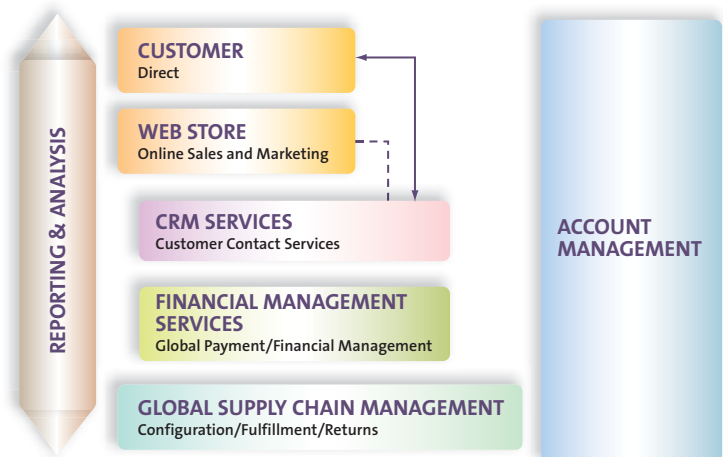 REPORTING & ANALYSIS
CUSTOMER
Direct
WEB STORE
Online Sales and Marketing
CRM SERVICES
Customer Contact Services
FINANCIAL MANAGEMENT
SERVICES
Global Payment/Financial Management
GLOBAL SUPPLY CHAIN MANAGEMENT
Configuration/Fulfillment/Returns
ACCOUNT
MANAGEMENT